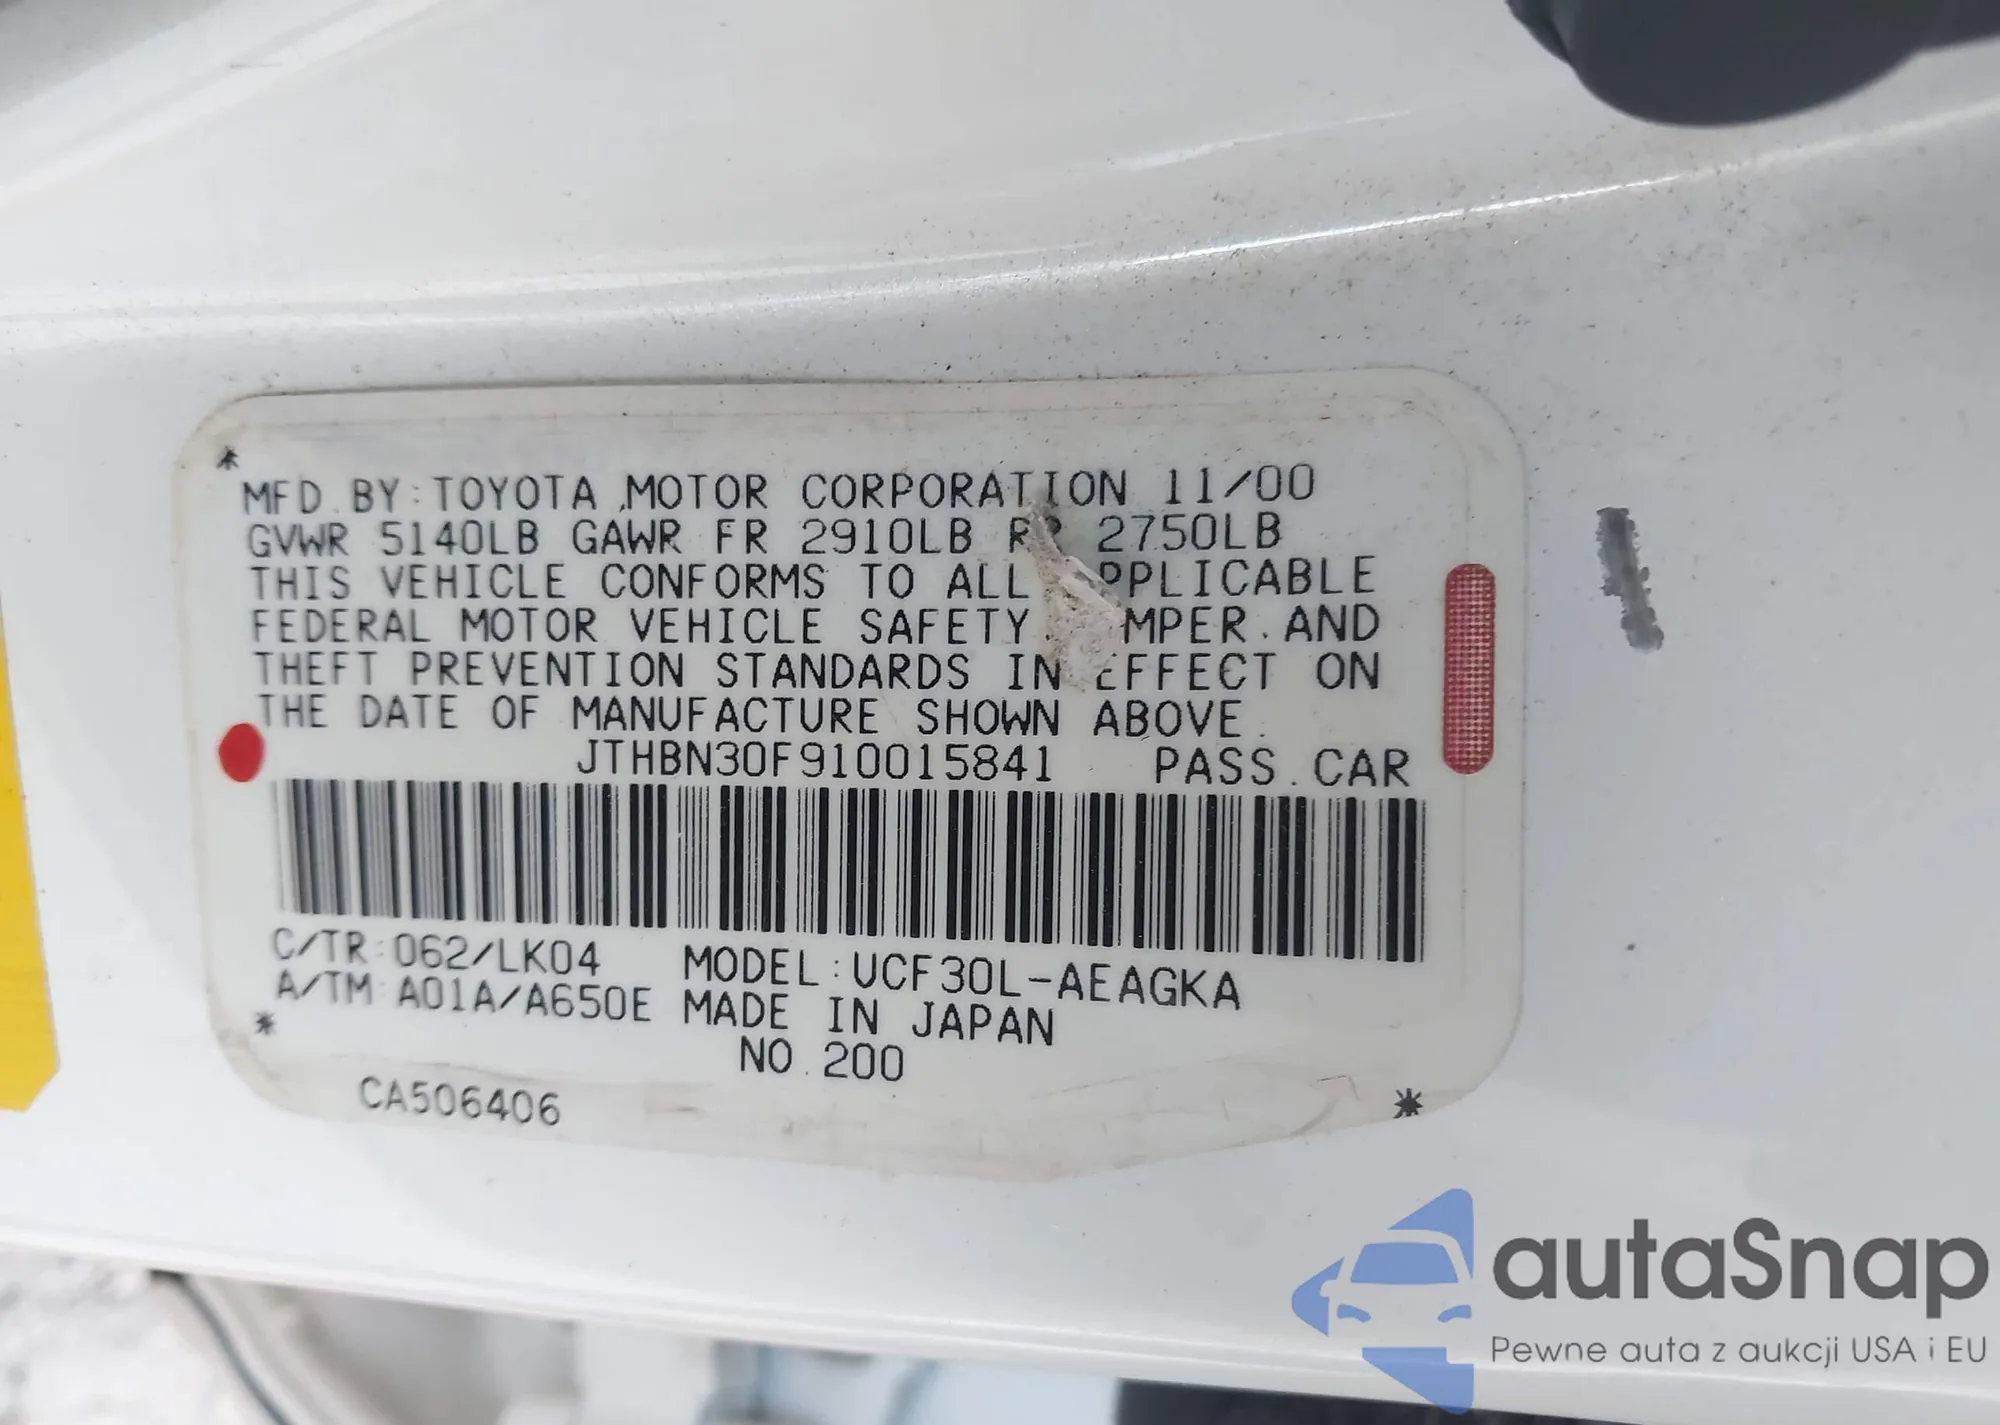 *
MFD. BY: TOYOTA MOTOR CORPORATION 11/00
GVWR 5140LB GAWR FR 2910LB RR 2750LB
THIS VEHICLE CONFORMS TO ALL APPLICABLE
FEDERAL MOTOR VEHICLE SAFETY. BUMPER. AND
THEFT PREVENTION STANDARDS IN EFFECT ON
THE DATE OF MANUFACTURE SHOWN ABOVE.
JTHBN30F910015841 PASS. CAR
C/TR: 062/LK04 MODEL: UCF30L-AEAGKA
A/TM: A01A/A650E MADE IN JAPAN
* NO. 200
CA506406 *
autaSnap
Pewne auta z aukcji USA i EU